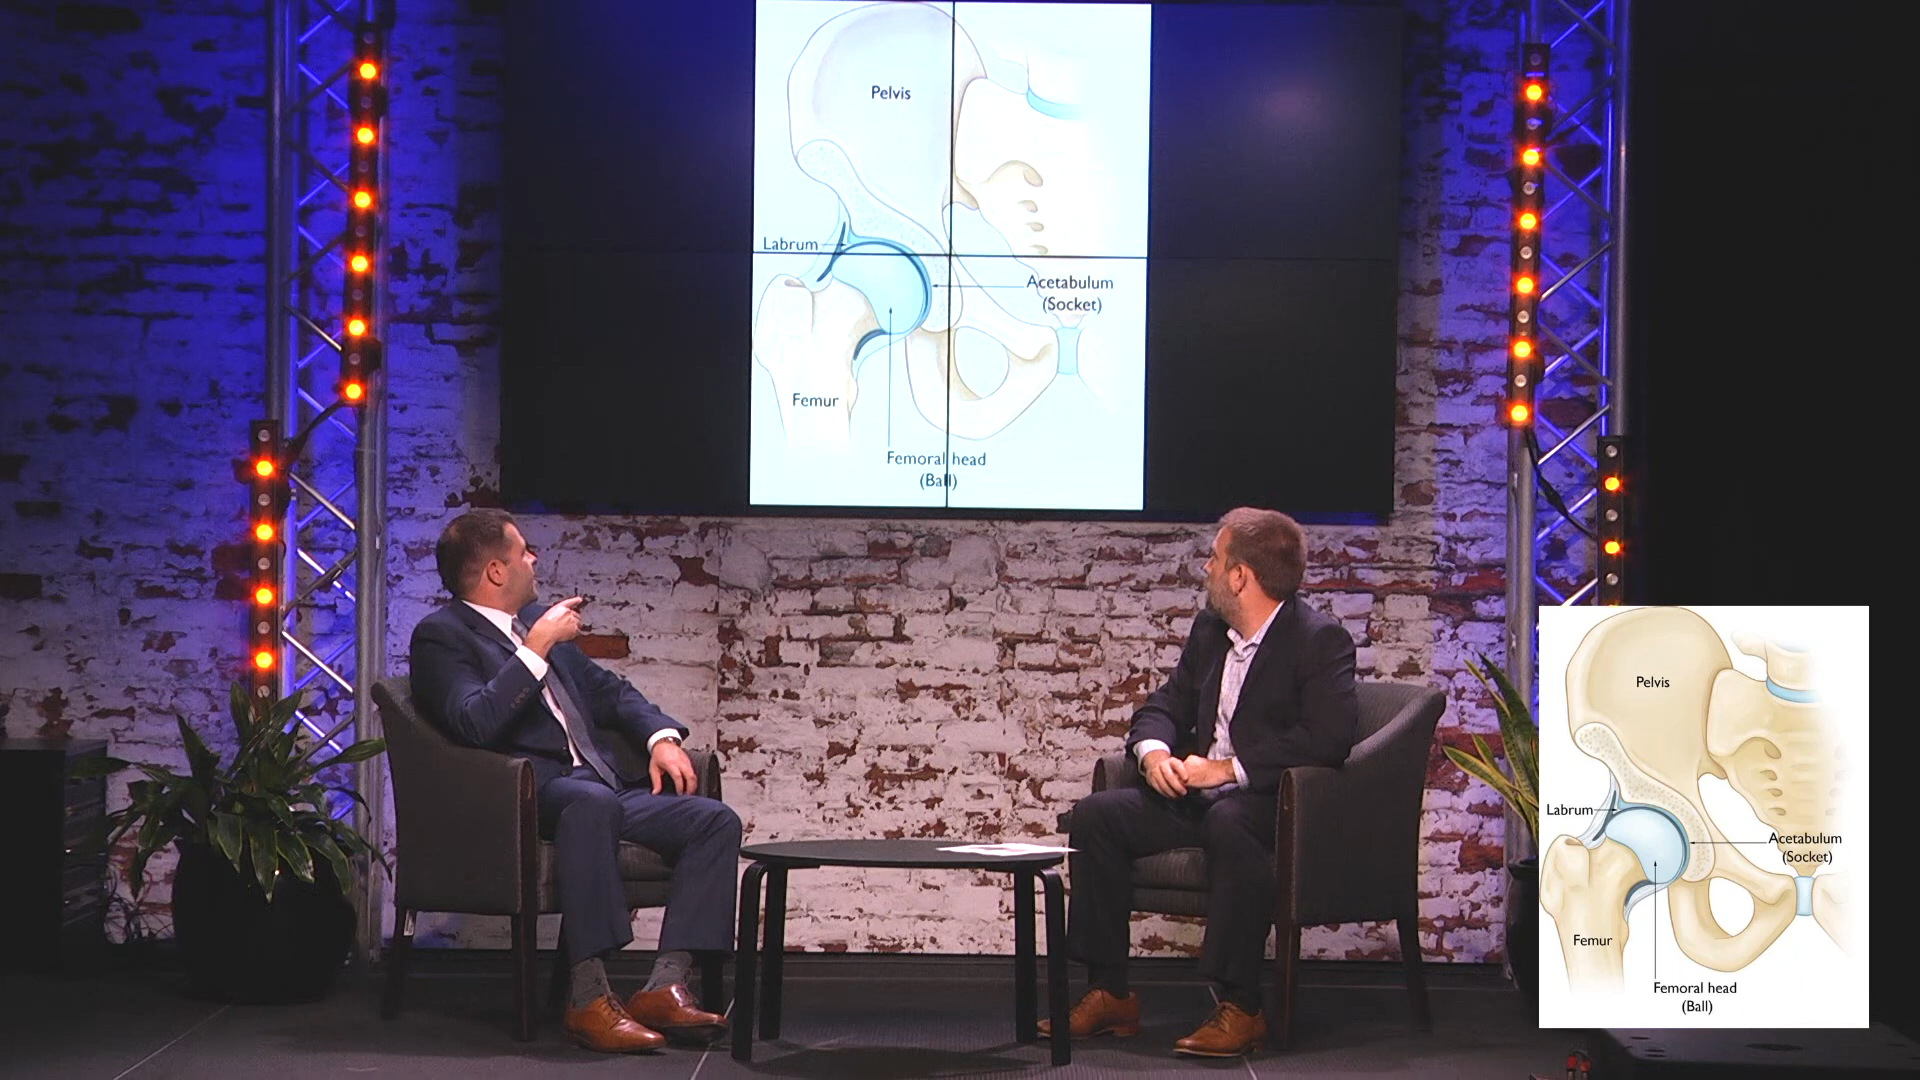 Pelvis
Labrum
Acetabulum
(Socket)
Femur
Femoral head
(Ball)
Pelvis
Labrum
Acetabulum
(Socket)
Femur
Femoral head
(Ball)